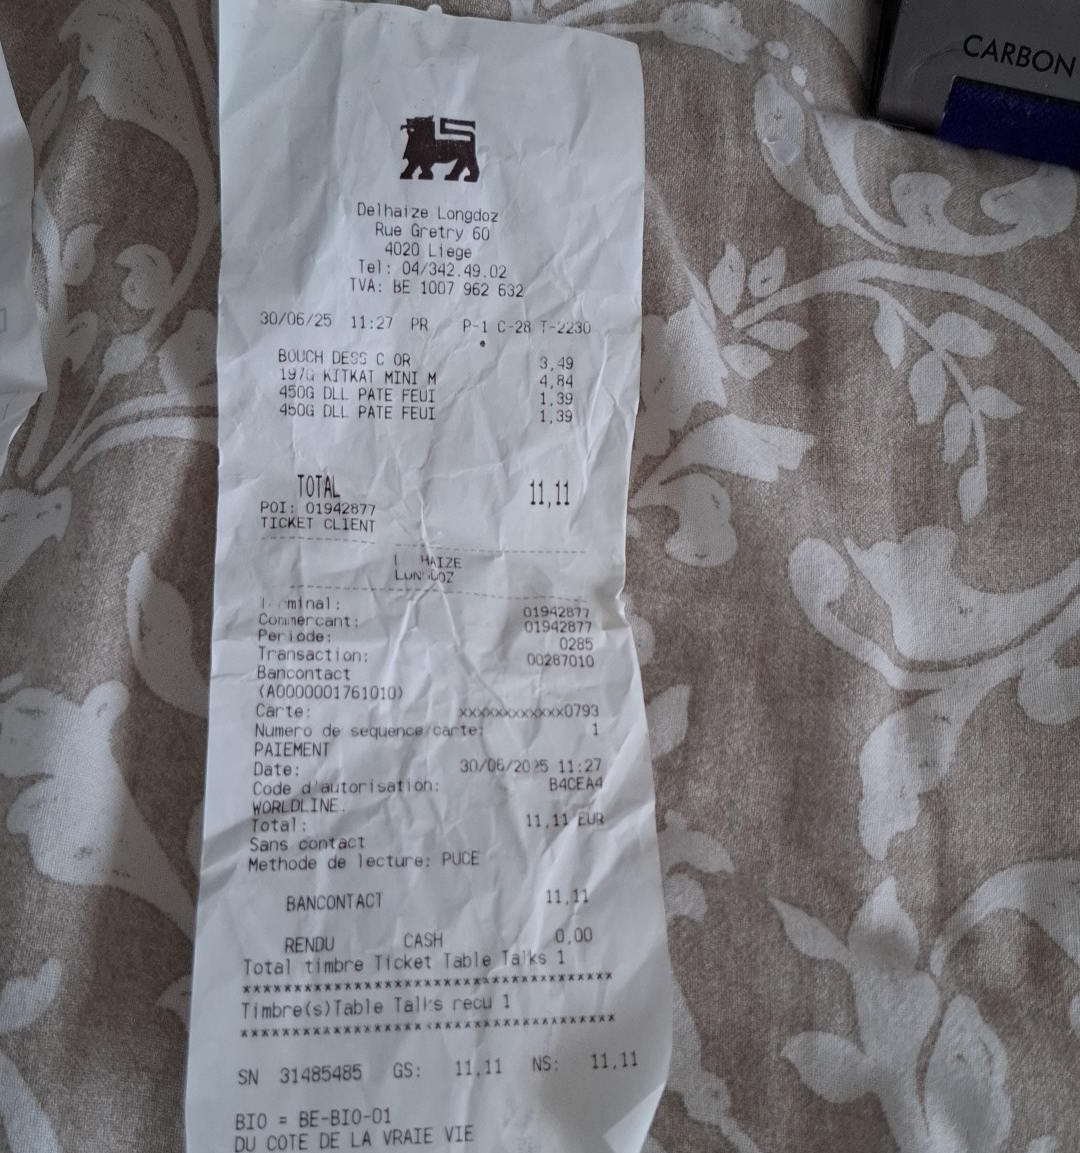 CARBON
Delhaize Longdoz
Rue Gretry 60
4020 Liege
Tel: 04/342.49.02
TVA: BE 1007 962 632
30/06/25 11:27 PR P-1 C-28 T-2230
BOUCH DESS C OR 3,49
197G KITKAT MINI M 4,84
450G DLL PATE FEUI 1,39
450G DLL PATE FEUI 1,39
TOTAL 11,11
POI: 01942877
TICKET CLIENT
HAIZE
LONGDOZ
Terminal: 01942877
Commercant: 01942877
Periode: 0285
Transaction: 00287010
Bancontact
(A0000001761010)
Carte: xxxxxxxxxxxxx0793
Numero de sequence carte: 1
PAIEMENT
Date: 30/06/2025 11:27
Code d'autorisation: B4CEA4
WORLDLINE
Total: 11,11 EUR
Sans contact
Methode de lecture: PUCE
BANCONTACT 11,11
RENDU CASH 0,00
Total timbre Ticket Table Talks 1
****************************************
Timbre(s)Table Talks recu 1
****************************************
SN 31485485 GS: 11,11 NS: 11,11
BIO = BE-BIO-01
DU COTE DE LA VRAIE VIE